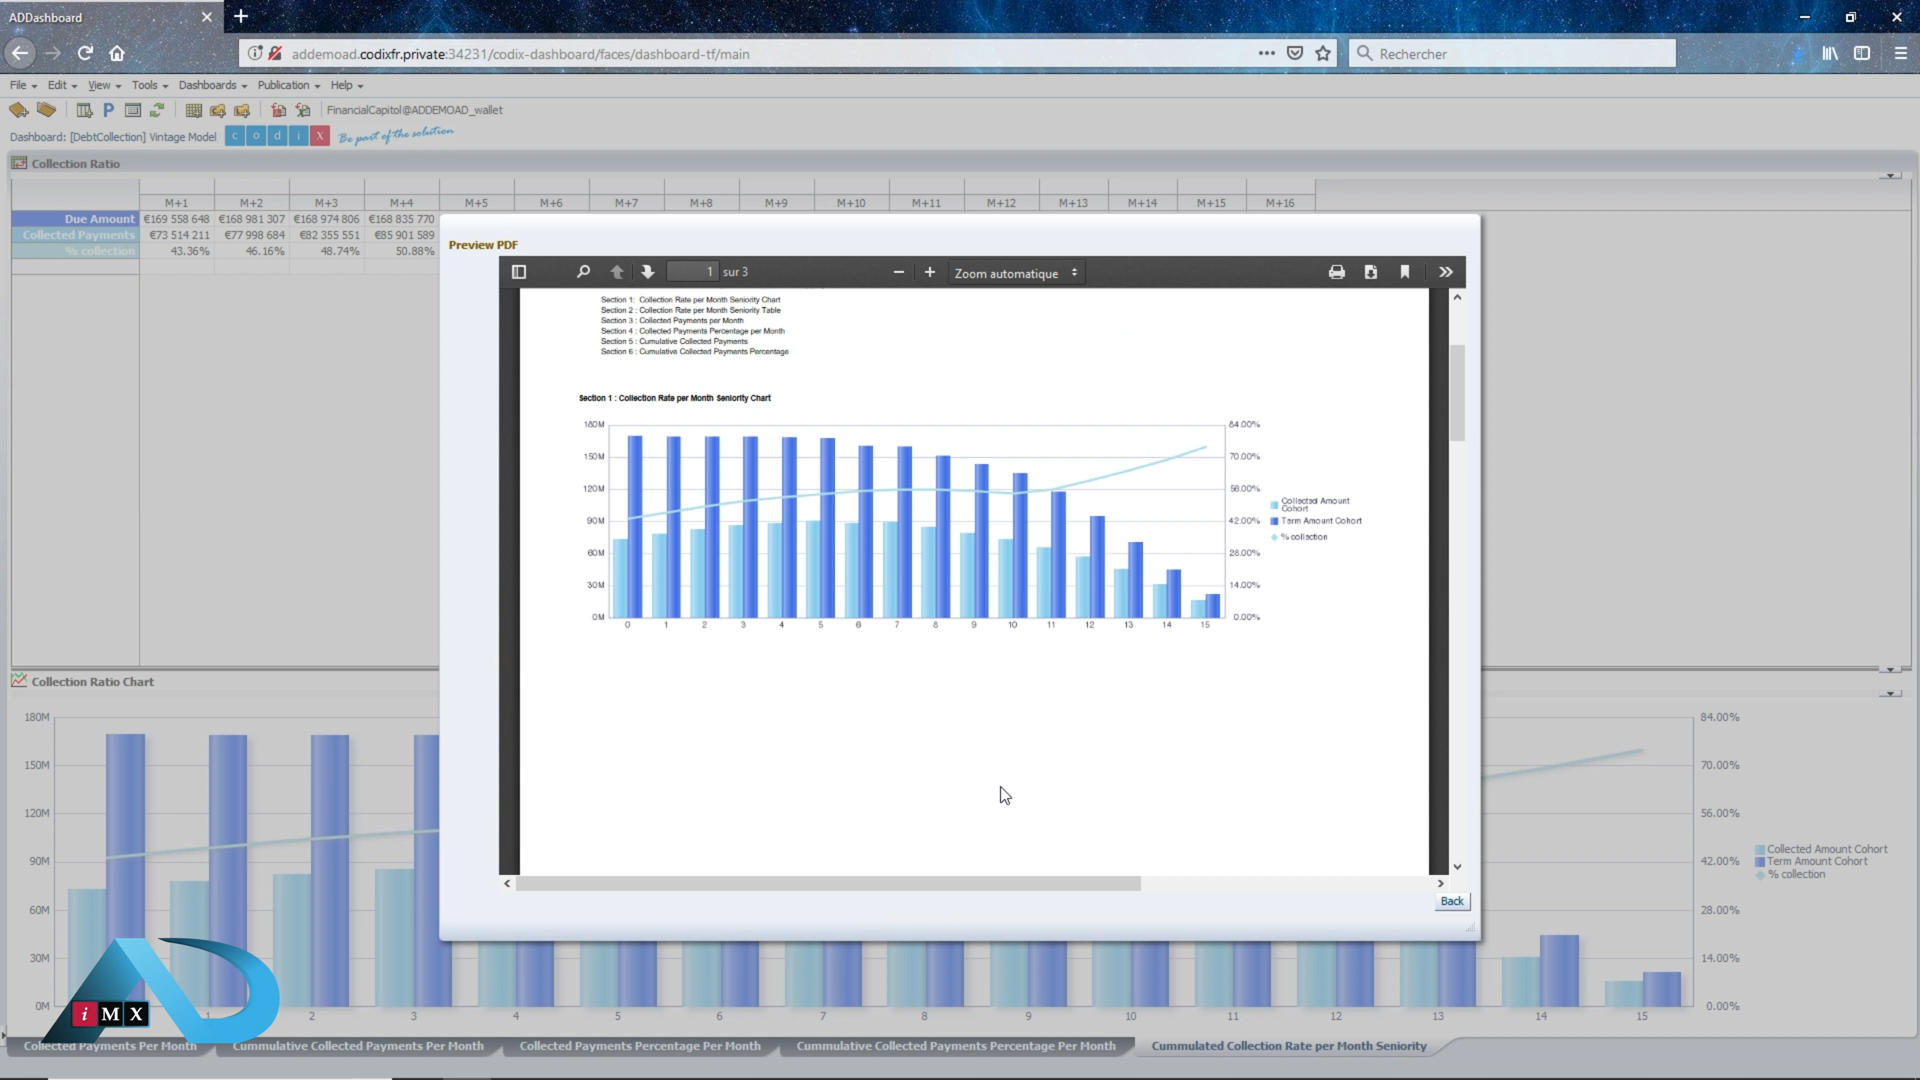 ADDashboard
addemoad.codixfr.private:34231/codix-dashboard/faces/dashboard-tf/main
Rechercher
File Edit View Tools Dashboards Publication Help
P FinancialCapitol@ADDEMOAD_wallet
Dashboard: [DebtCollection] Vintage Model c o d i x Be part of the solution
Collection Ratio
M+1 M+2 M+3 M+4 M+5 M+6 M+7 M+8 M+9 M+10 M+11 M+12 M+13 M+14 M+15 M+16
Due Amount €169 558 648 €168 981 307 €168 974 806 €168 835 770
Collected Payments €73 514 211 €77 998 684 €82 355 551 €85 901 589
% collection 43.36% 46.16% 48.74% 50.88%
Preview PDF
1 sur 3 Zoom automatique
Section 1: Collection Rate per Month Seniority Chart
Section 2 : Collection Rate per Month Seniority Table
Section 3 : Collected Payments per Month
Section 4 : Collected Payments Percentage per Month
Section 5 : Cumulative Collected Payments
Section 6 : Cumulative Collected Payments Percentage
Section 1 : Collection Rate per Month Seniority Chart
180M 84.00%
150M 70.00%
120M 56.00%
90M 42.00%
60M 28.00%
30M 14.00%
0M 0.00%
0 1 2 3 4 5 6 7 8 9 10 11 12 13 14 15
Collected Amount
Cohort
Term Amount Cohort
% collection
Back
Collection Ratio Chart
180M 84.00%
150M 70.00%
120M 56.00%
90M 42.00%
60M 28.00%
30M 14.00%
0M 0.00%
1 2 3 4 5 6 7 8 9 10 11 12 13 14 15
Collected Amount Cohort
Term Amount Cohort
% collection
iMX
Collected Payments Per Month
Cummulative Collected Payments Per Month
Collected Payments Percentage Per Month
Cummulative Collected Payments Percentage Per Month
Cummulated Collection Rate per Month Seniority